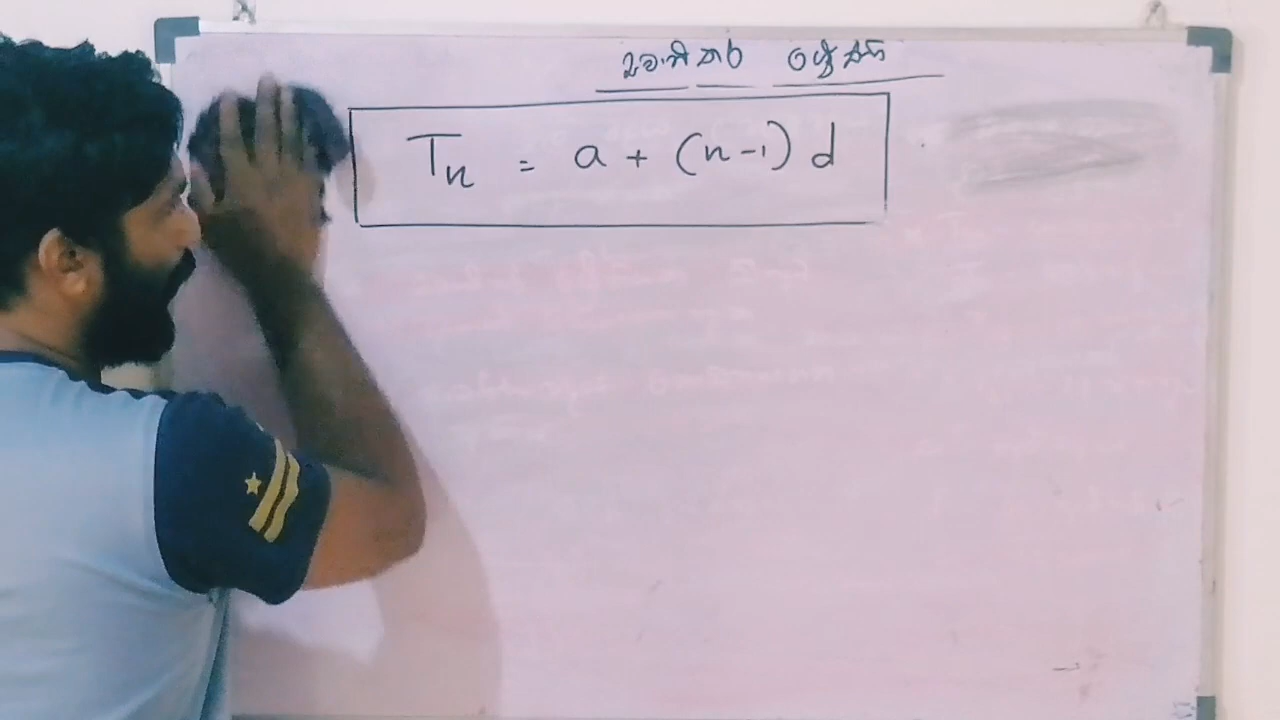 සමාන්තර ශ්‍රේණි
Tn = a + (n-1) d